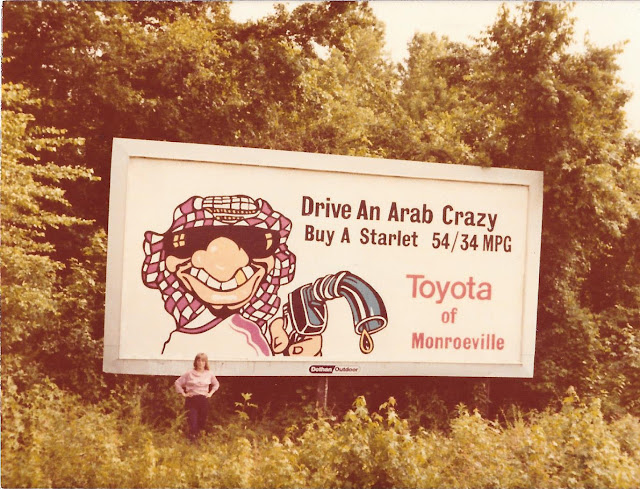 Drive An Arab Crazy
Buy A Starlet 54/34 MPG
Toyota
of
Monroeville
Dothan Outdoor